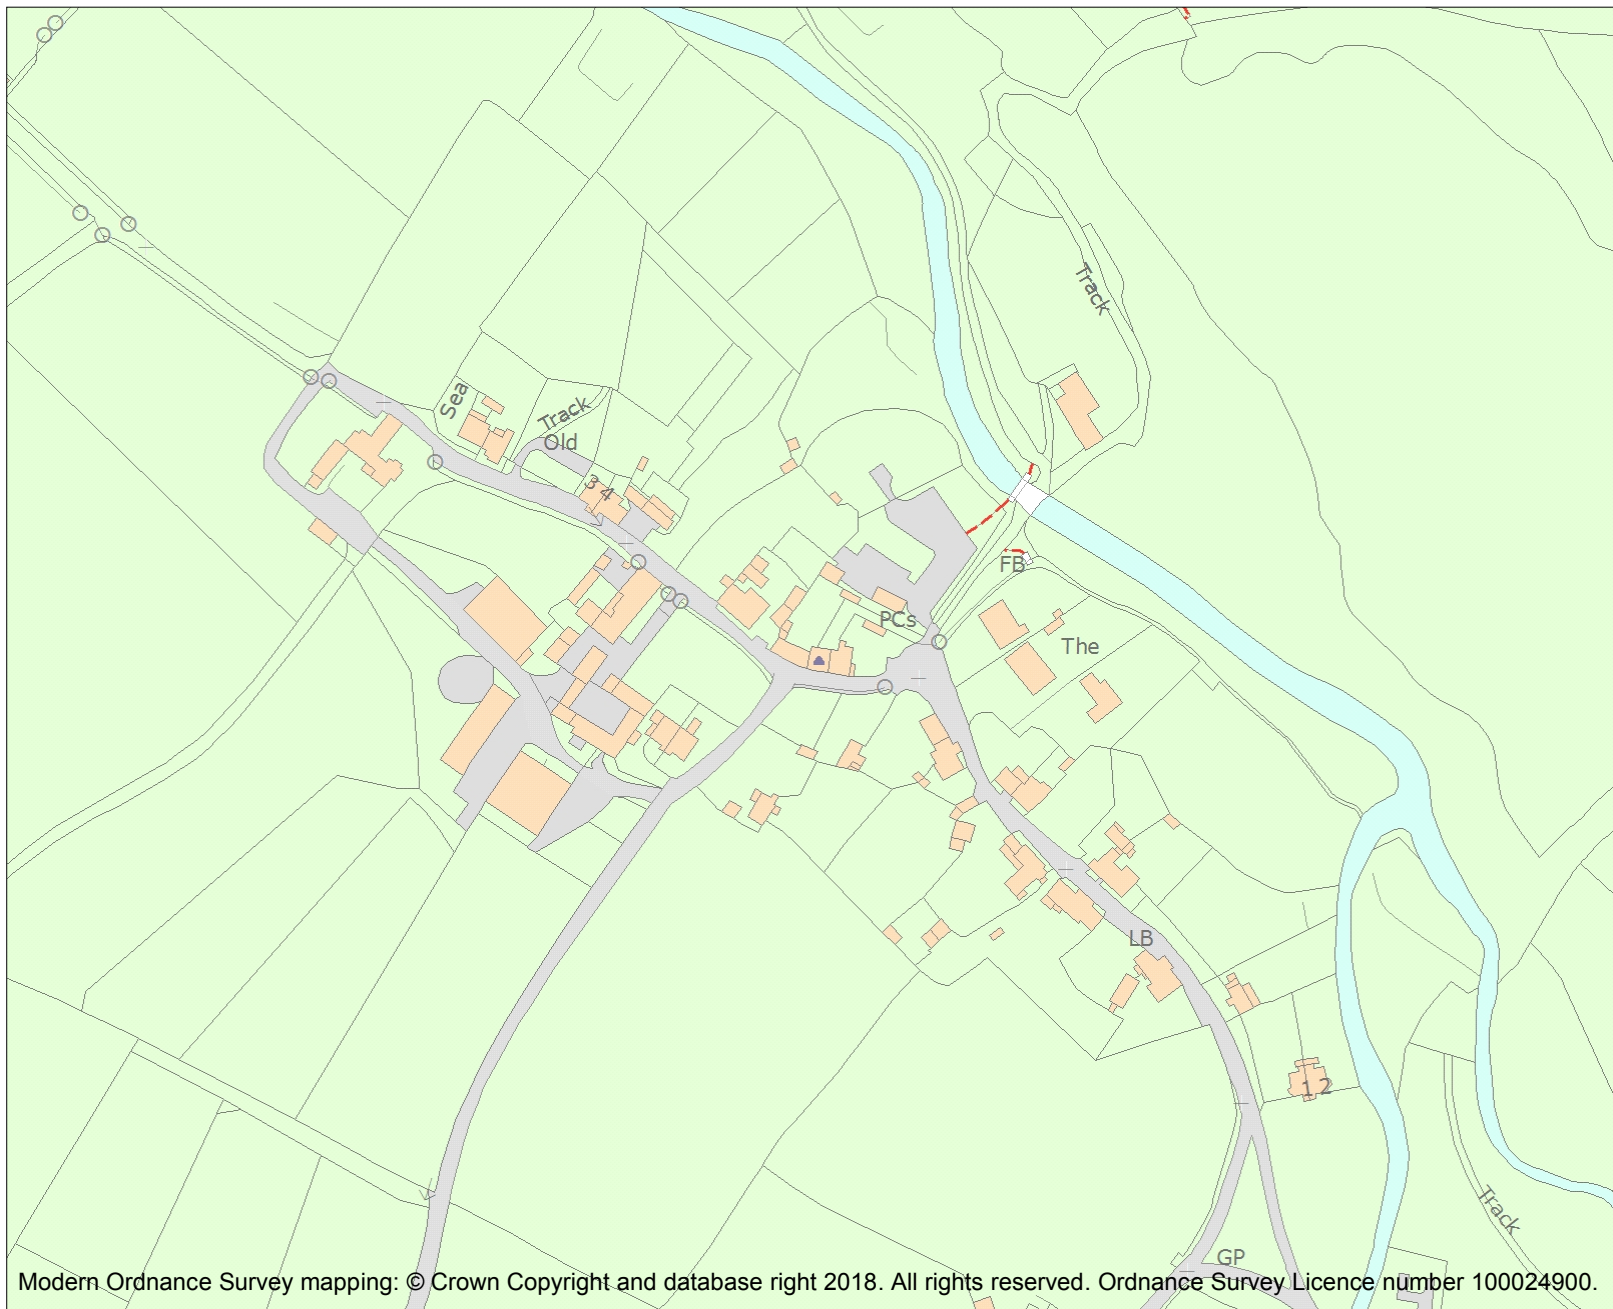 Track
Sea
Track
Old
3 4
FB
PCs
The
LB
1 2
Track
GP
Modern Ordnance Survey mapping: © Crown Copyright and database right 2018. All rights reserved. Ordnance Survey Licence number 100024900.